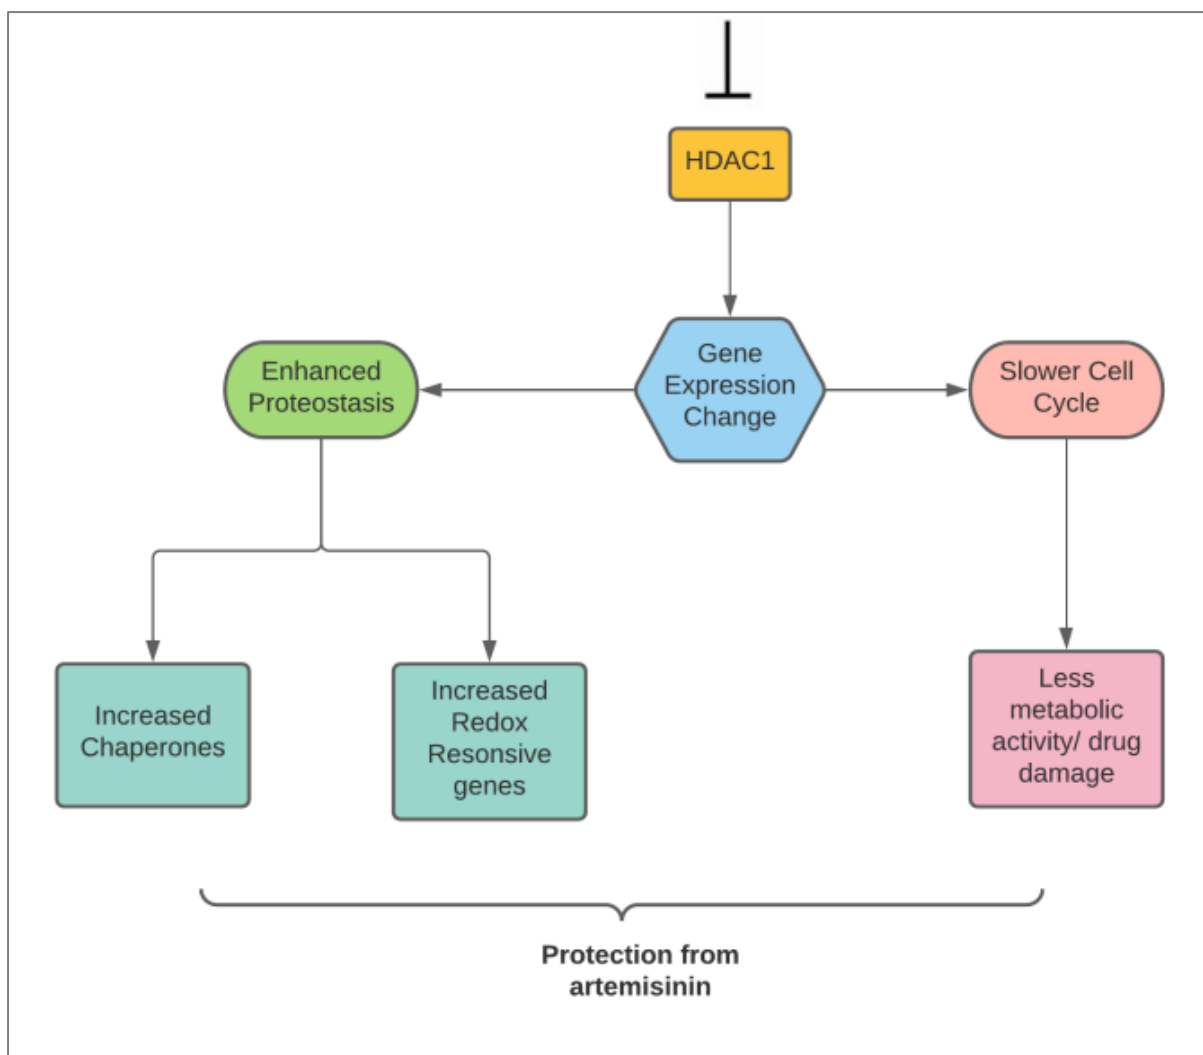 HDAC1
Gene
Expression
Change
Enhanced
Proteostasis
Slower Cell
Cycle
Increased
Chaperones
Increased
Redox
Resonsive
genes
Less
metabolic
activity/ drug
damage
Protection from
artemisinin